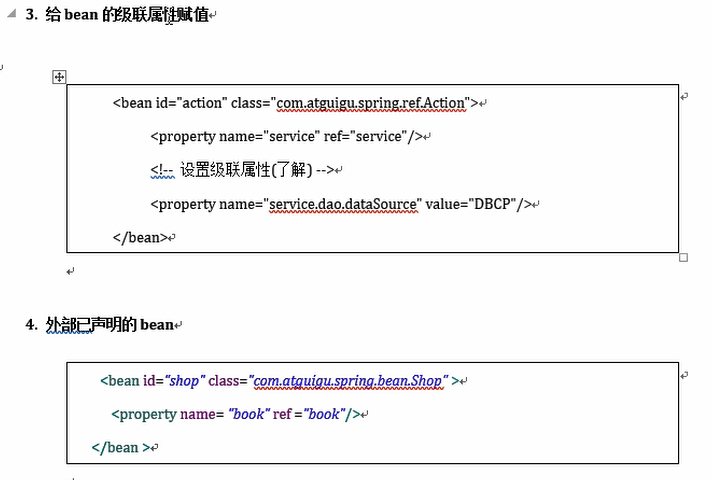 3. 给 bean 的级联属性赋值
<bean id="action" class="com.atguigu.spring.ref.Action">
<property name="service" ref="service"/>
<!-- 设置级联属性(了解) -->
<property name="service.dao.dataSource" value="DBCP"/>
</bean>
4. 外部已声明的 bean
<bean id="shop" class="com.atguigu.spring.bean.Shop" >
<property name= "book" ref ="book"/>
</bean >